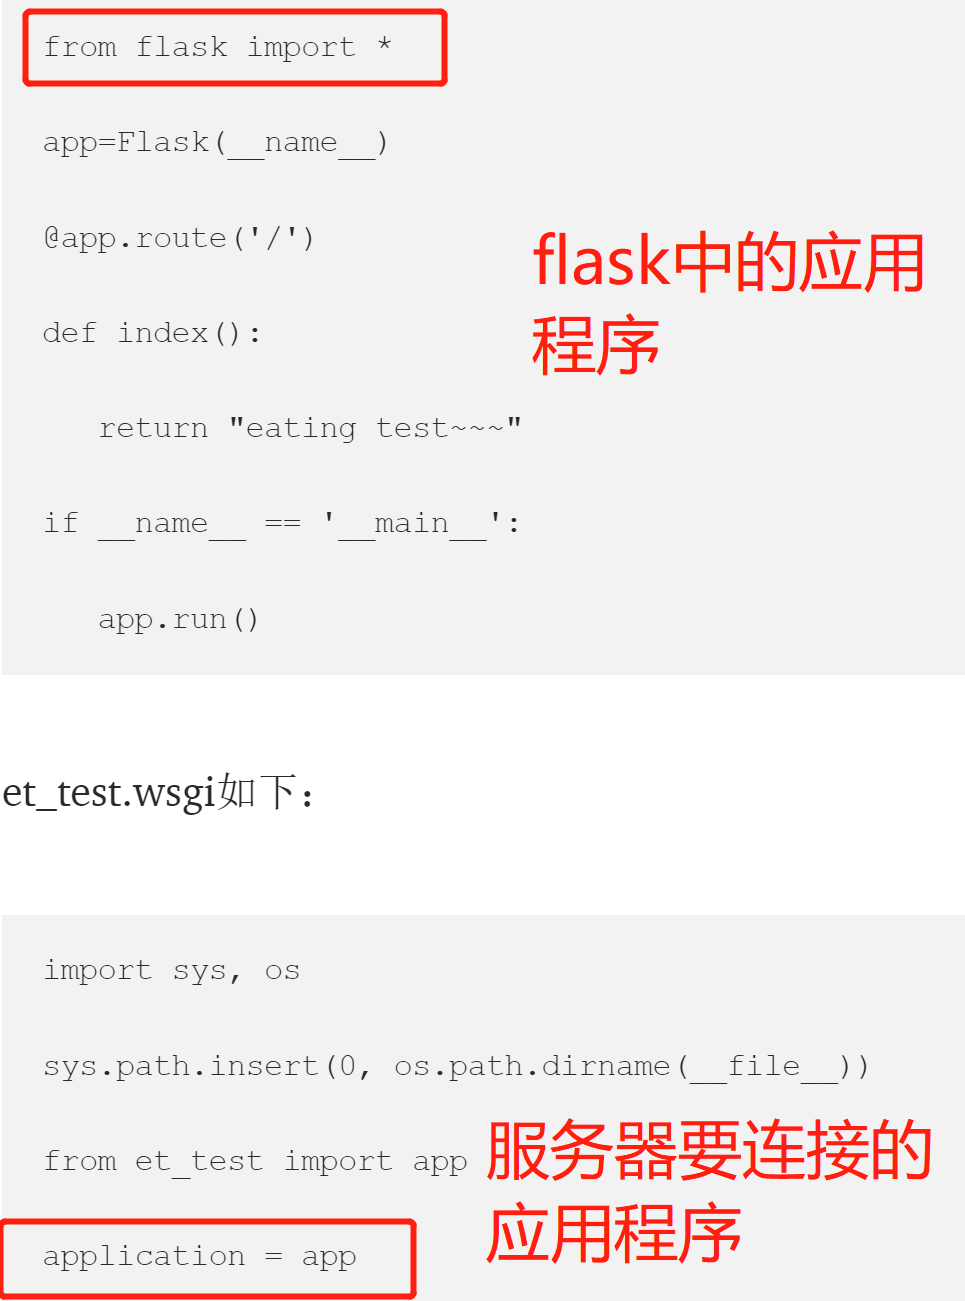 from flask import *
app=Flask(__name__)
@app.route('/')
flask中的应用
程序
def index():
return "eating test~~~"
if __name__ == '__main__':
app.run()
et_test.wsgi如下：
import sys, os
sys.path.insert(0, os.path.dirname(__file__))
from et_test import app
服务器要连接的
应用程序
application = app